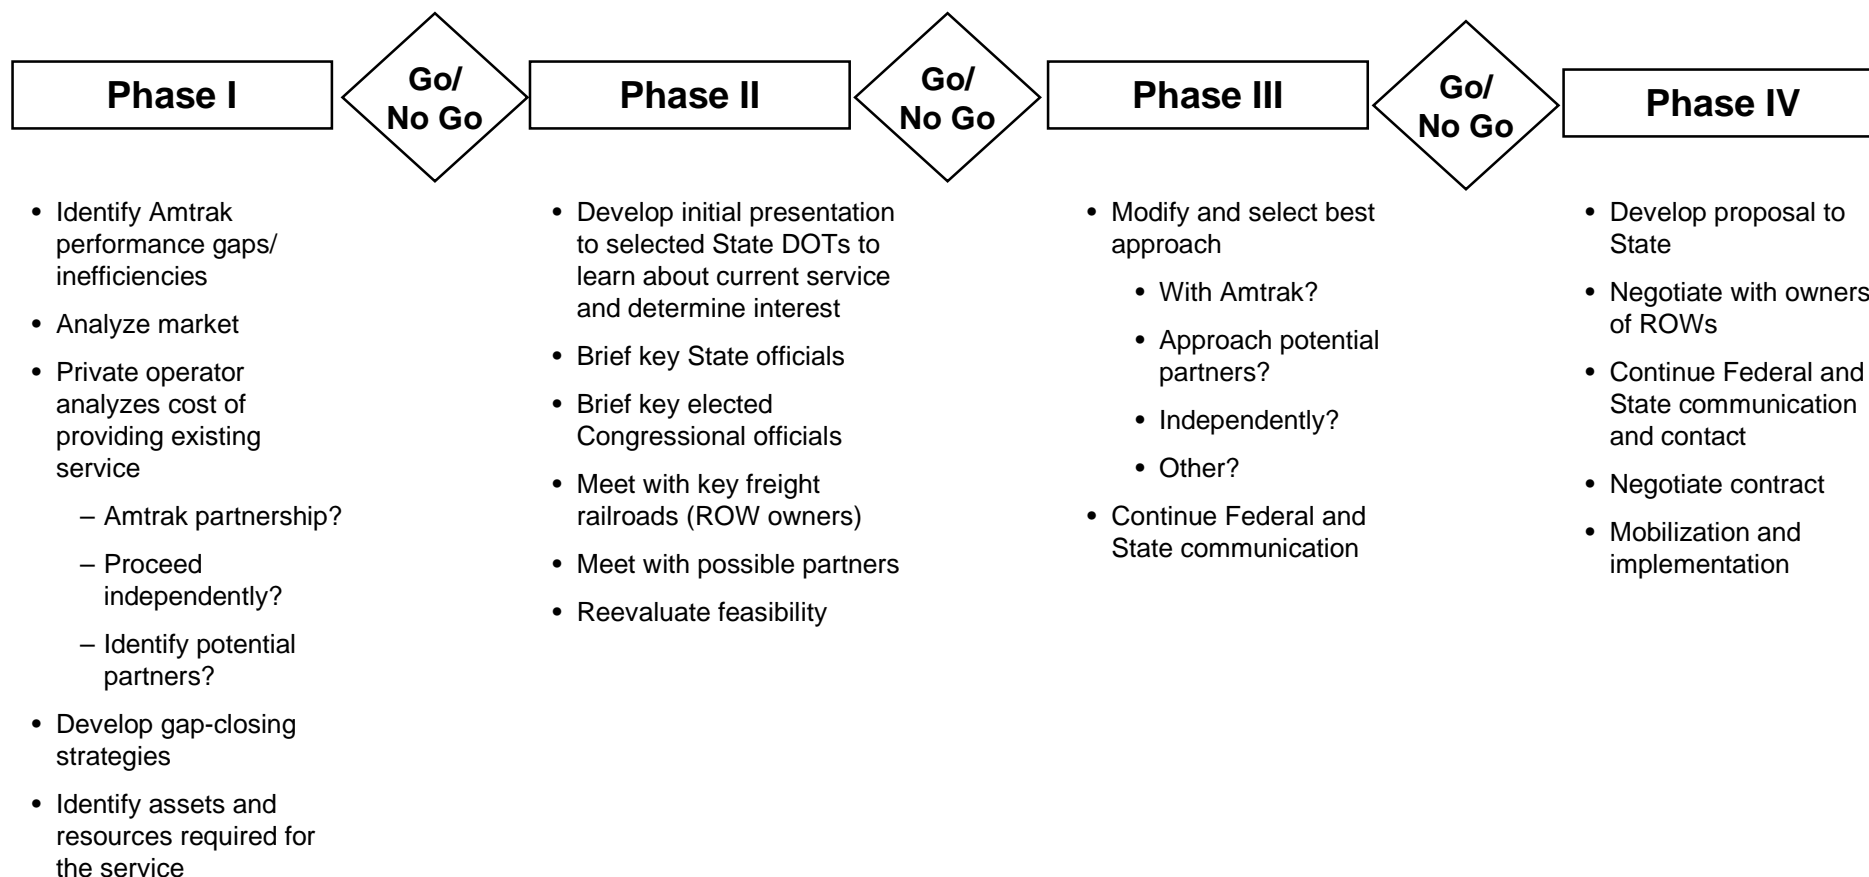 Phase I
Go/
No Go
Phase II
Go/
No Go
Phase III
Go/
No Go
Phase IV
• Identify Amtrak
performance gaps/
inefficiencies
• Analyze market
• Private operator
analyzes cost of
providing existing
service
– Amtrak partnership?
– Proceed
independently?
– Identify potential
partners?
• Develop gap-closing
strategies
• Identify assets and
resources required for
the service
• Develop initial presentation
to selected State DOTs to
learn about current service
and determine interest
• Brief key State officials
• Brief key elected
Congressional officials
• Meet with key freight
railroads (ROW owners)
• Meet with possible partners
• Reevaluate feasibility
• Modify and select best
approach
• With Amtrak?
• Approach potential
partners?
• Independently?
• Other?
• Continue Federal and
State communication
• Develop proposal to
State
• Negotiate with owners
of ROWs
• Continue Federal and
State communication
and contact
• Negotiate contract
• Mobilization and
implementation